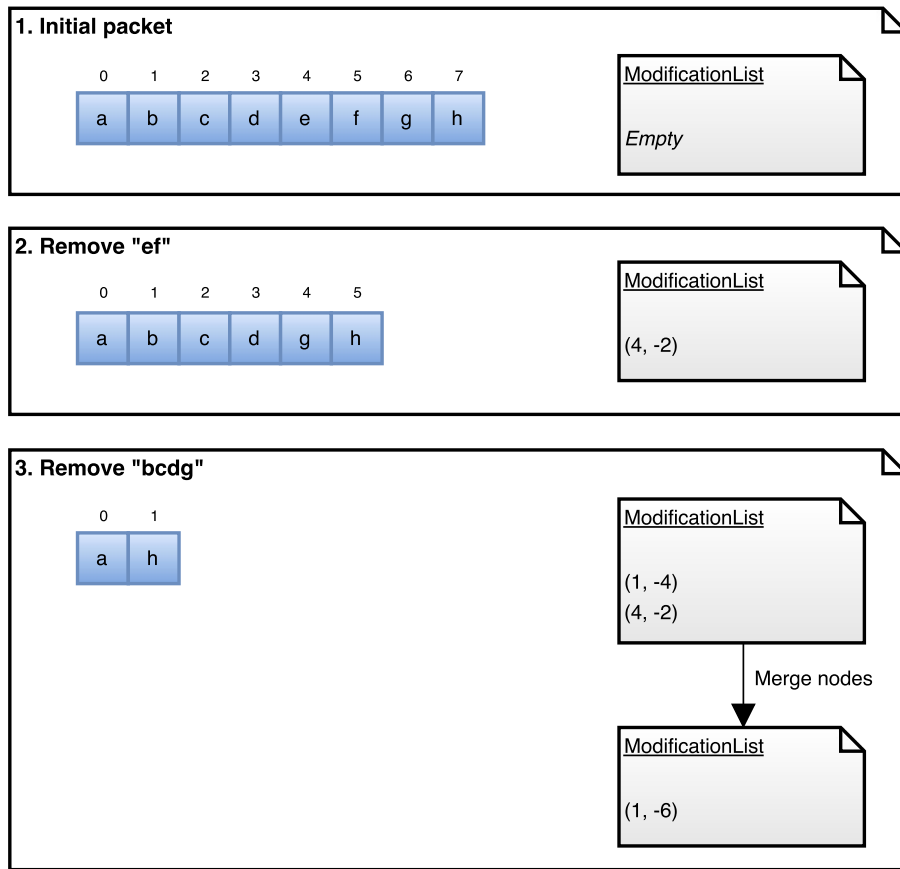 1. Initial packet
0 1 2 3 4 5 6 7
a b c d e f g h
ModificationList
Empty
2. Remove "ef"
0 1 2 3 4 5
a b c d g h
ModificationList
(4, -2)
3. Remove "bcdg"
0 1
a h
ModificationList
(1, -4)
(4, -2)
Merge nodes
ModificationList
(1, -6)